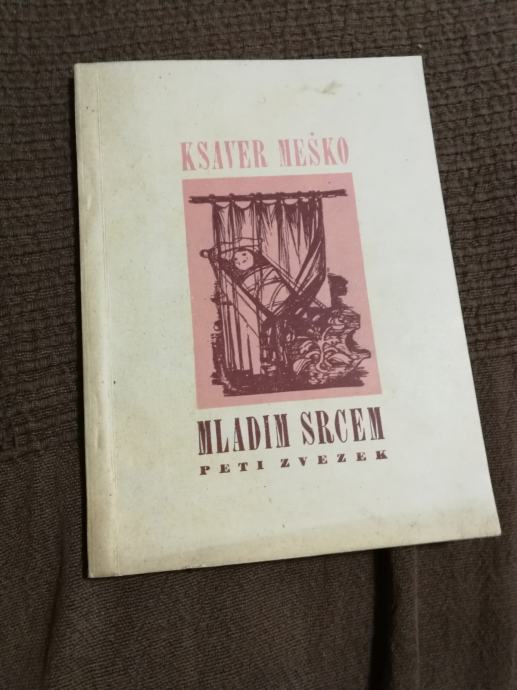 KSAVER MEŠKO
MLADIM SRCEM
PETI ZVEZEK